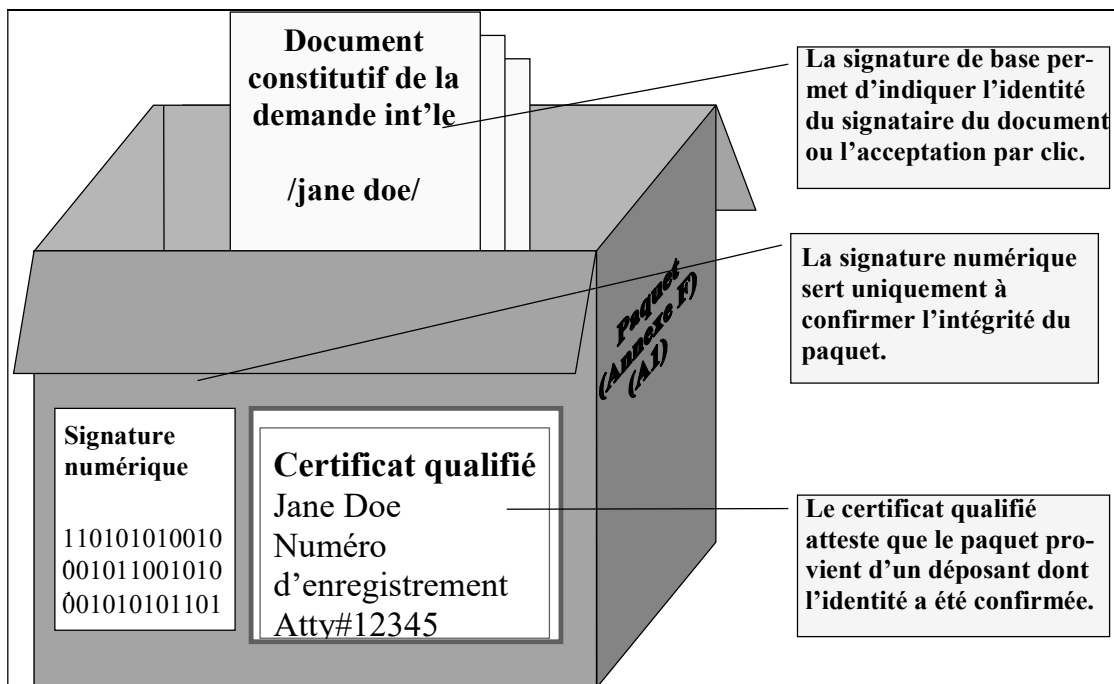 Document
constitutif de la
demande int'le
/jane doe/
La signature de base per-
met d'indiquer l'identité
du signataire du document
ou l'acceptation par clic.
La signature numérique
sert uniquement à
confirmer l'intégrité du
paquet.
Paquet
(Annexe F)
(A1)
Signature
numérique
110101010010
001011001010
001010101101
Certificat qualifié
Jane Doe
Numéro
d'enregistrement
Atty#12345
Le certificat qualifié
atteste que le paquet pro-
vient d'un déposant dont
l'identité a été confirmée.